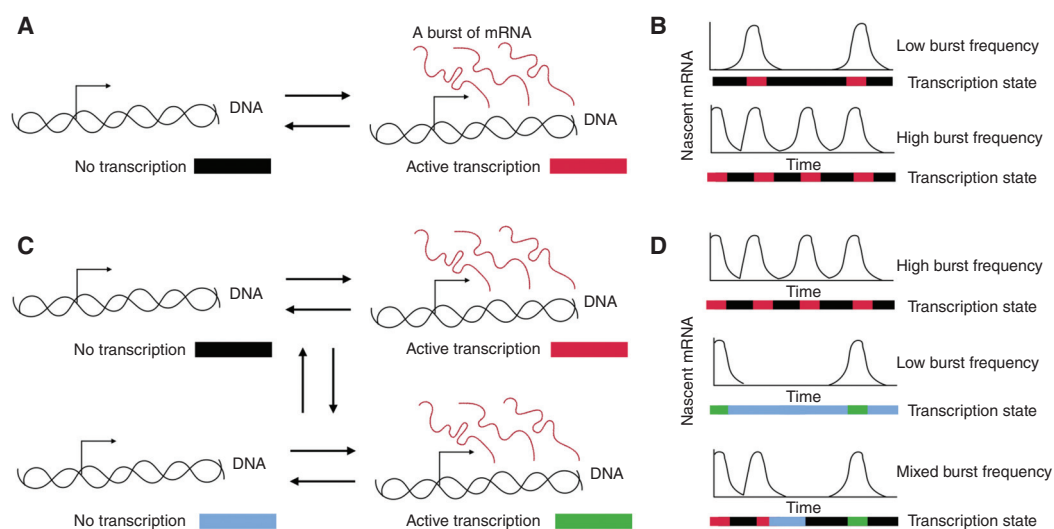 A
A burst of mRNA
DNA
DNA
No transcription
Active transcription
B
Nascent mRNA
Low burst frequency
Transcription state
High burst frequency
Time
Transcription state
C
DNA
DNA
No transcription
Active transcription
DNA
DNA
No transcription
Active transcription
D
Nascent mRNA
High burst frequency
Time
Transcription state
Low burst frequency
Time
Transcription state
Mixed burst frequency
Time
Transcription state